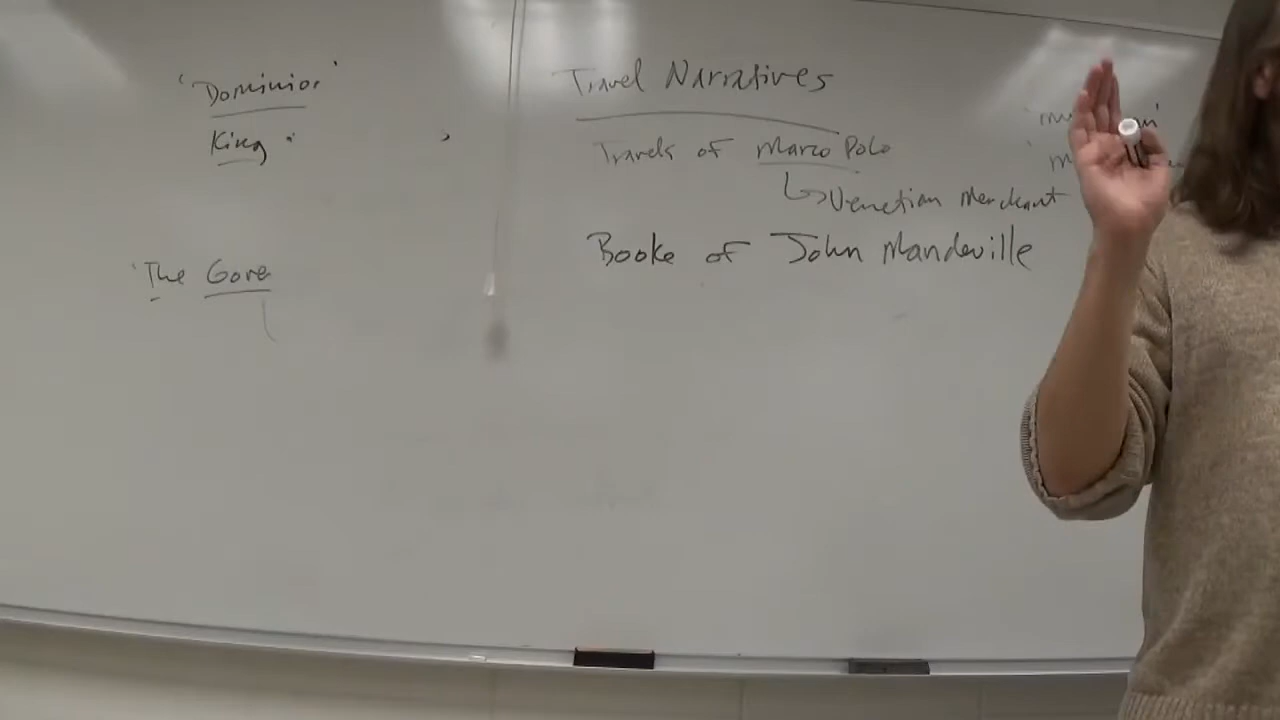 'Dominion'
King'
'The Gore
Travel Narratives
Travels of Marco Polo
↳ Venetian Merchant
Booke of John Mandeville